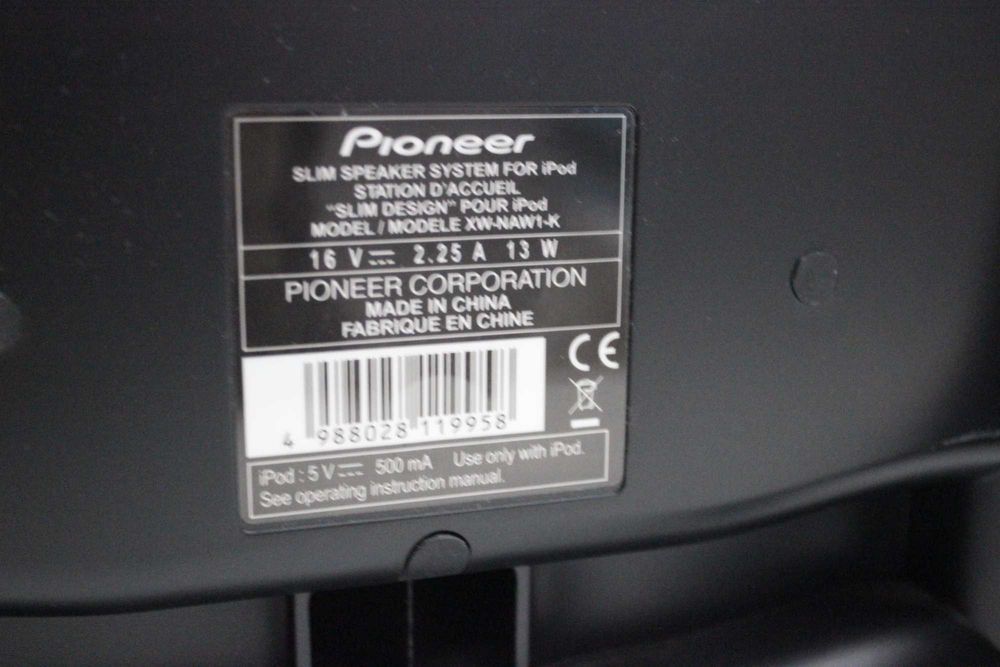 Pioneer
SLIM SPEAKER SYSTEM FOR iPod
STATION D'ACCUEIL
"SLIM DESIGN" POUR iPod
MODEL / MODELE XW-NAW1-K
16 V⎓ 2.25 A 13 W
PIONEER CORPORATION
MADE IN CHINA
FABRIQUE EN CHINE
CE
4 988028 119958
iPod : 5 V⎓ 500 mA Use only with iPod.
See operating instruction manual.